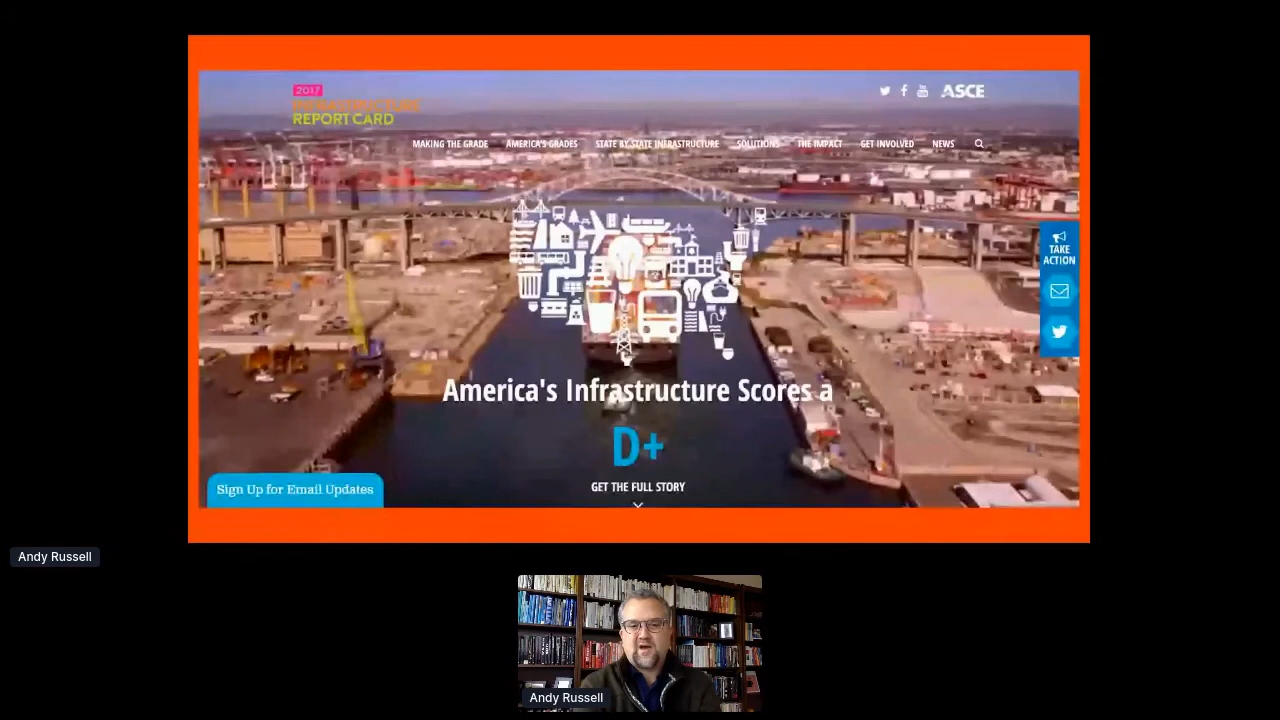 2017
INFRASTRUCTURE
REPORT CARD
ASCE
MAKING THE GRADE AMERICA'S GRADES STATE BY STATE INFRASTRUCTURE SOLUTIONS THE IMPACT GET INVOLVED NEWS
TAKE
ACTION
America's Infrastructure Scores a
D+
GET THE FULL STORY
Sign Up for Email Updates
Andy Russell
Andy Russell